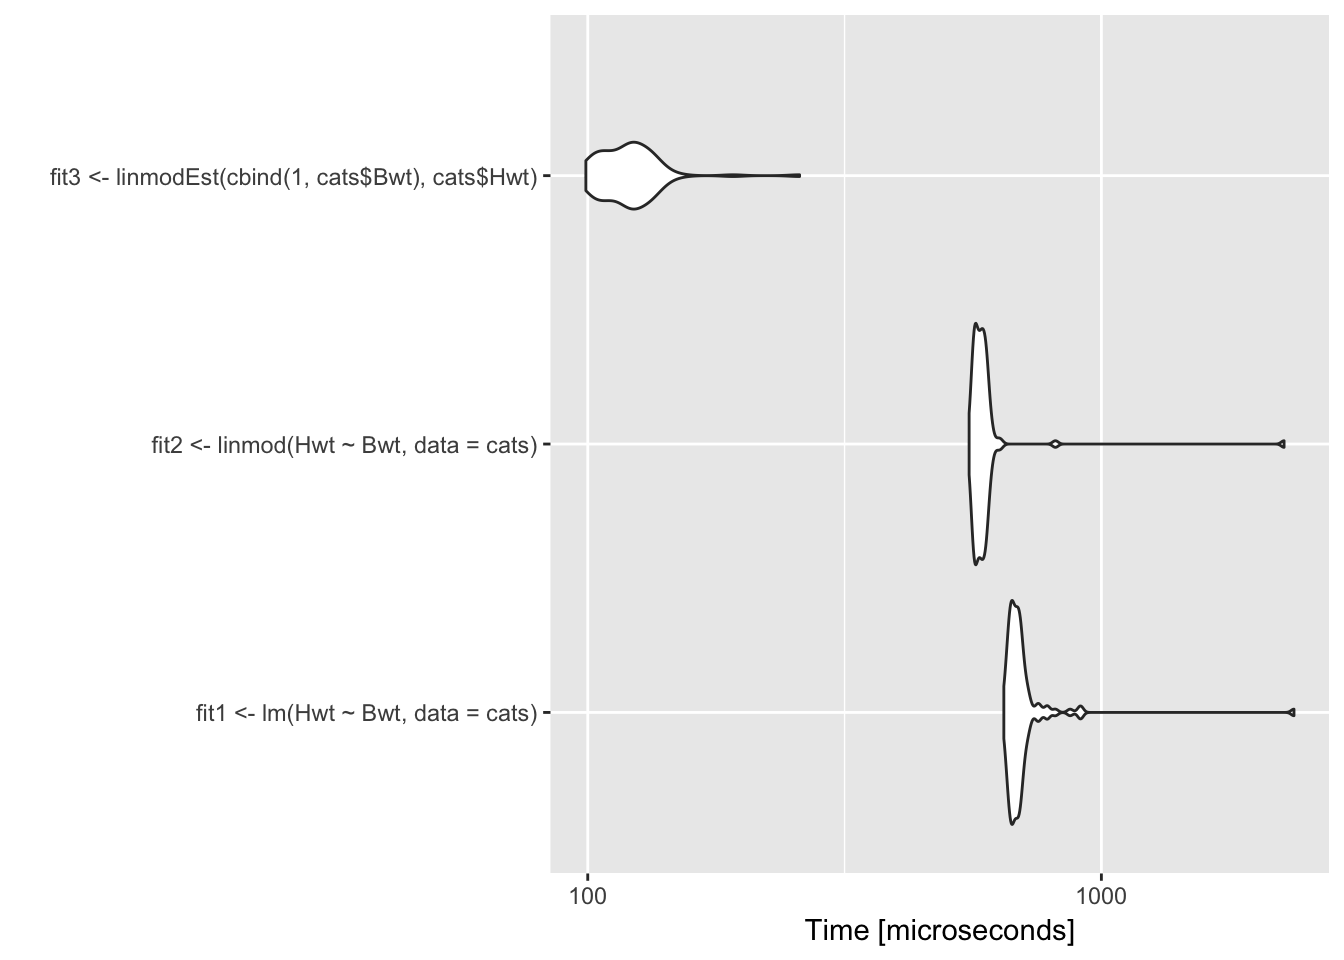 fit3 <- linmodEst(cbind(1, cats$Bwt), cats$Hwt)
fit2 <- linmod(Hwt ~ Bwt, data = cats)
fit1 <- lm(Hwt ~ Bwt, data = cats)
100 1000
Time [microseconds]